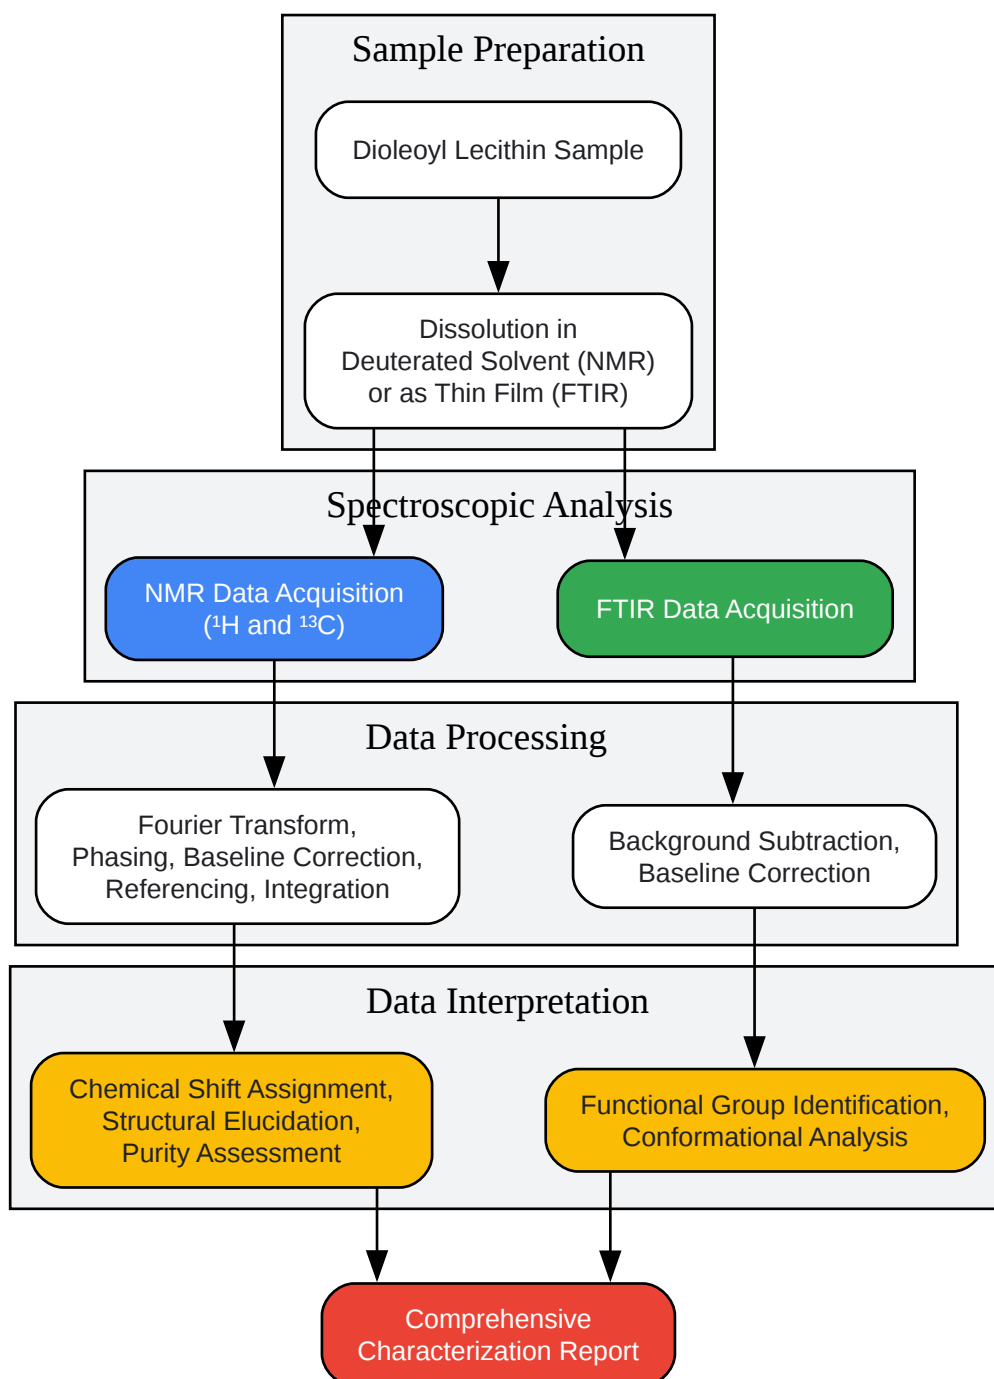 Sample Preparation
Dioleoyl Lecithin Sample
Dissolution in
Deuterated Solvent (NMR)
or as Thin Film (FTIR)
Spectroscopic Analysis
NMR Data Acquisition
(¹H and ¹³C)
FTIR Data Acquisition
Data Processing
Fourier Transform,
Phasing, Baseline Correction,
Referencing, Integration
Background Subtraction,
Baseline Correction
Data Interpretation
Chemical Shift Assignment,
Structural Elucidation,
Purity Assessment
Functional Group Identification,
Conformational Analysis
Comprehensive
Characterization Report